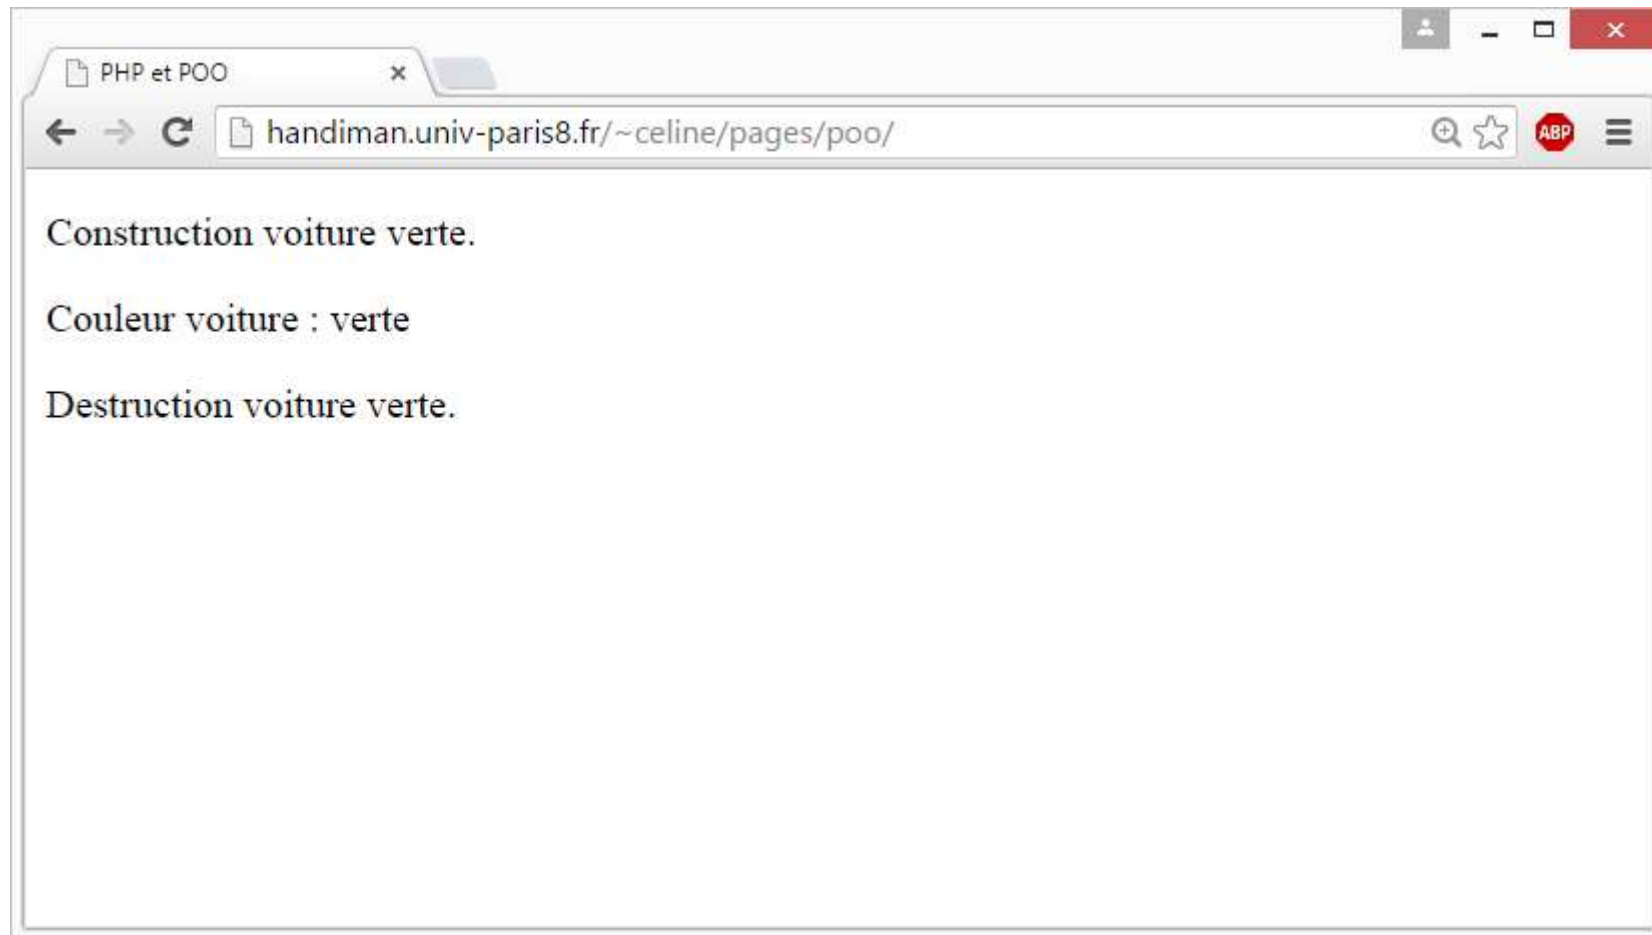 PHP et POO
handiman.univ-paris8.fr/~celine/pages/poo/
ABP
Construction voiture verte.
Couleur voiture : verte
Destruction voiture verte.